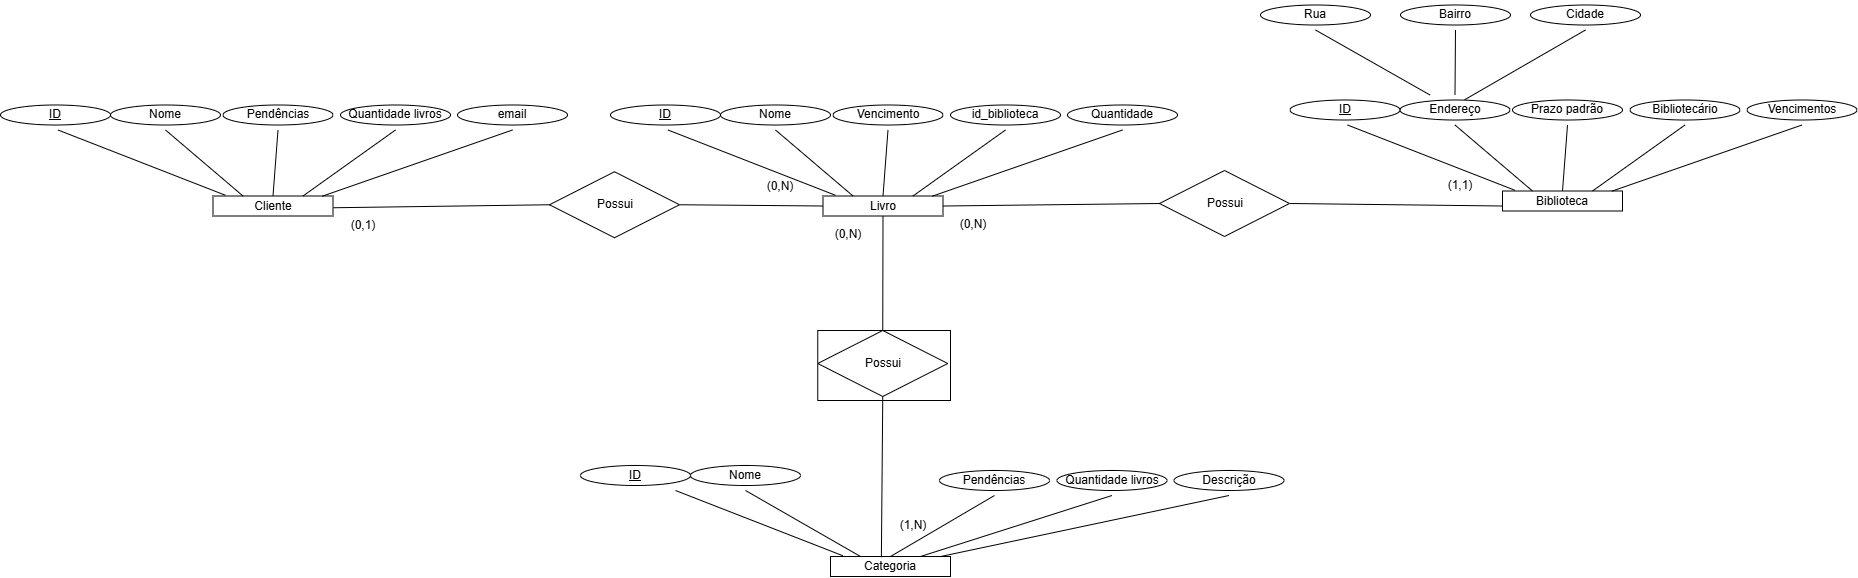 Rua
Bairro
Cidade
ID
Nome
Pendências
Quantidade livros
email
ID
Nome
Vencimento
id_biblioteca
Quantidade
ID
Endereço
Prazo padrão
Bibliotecário
Vencimentos
(0,N)
(1,1)
Cliente
Possui
Livro
Possui
Biblioteca
(0,1)
(0,N)
(0,N)
Possui
ID
Nome
Pendências
Quantidade livros
Descrição
(1,N)
Categoria